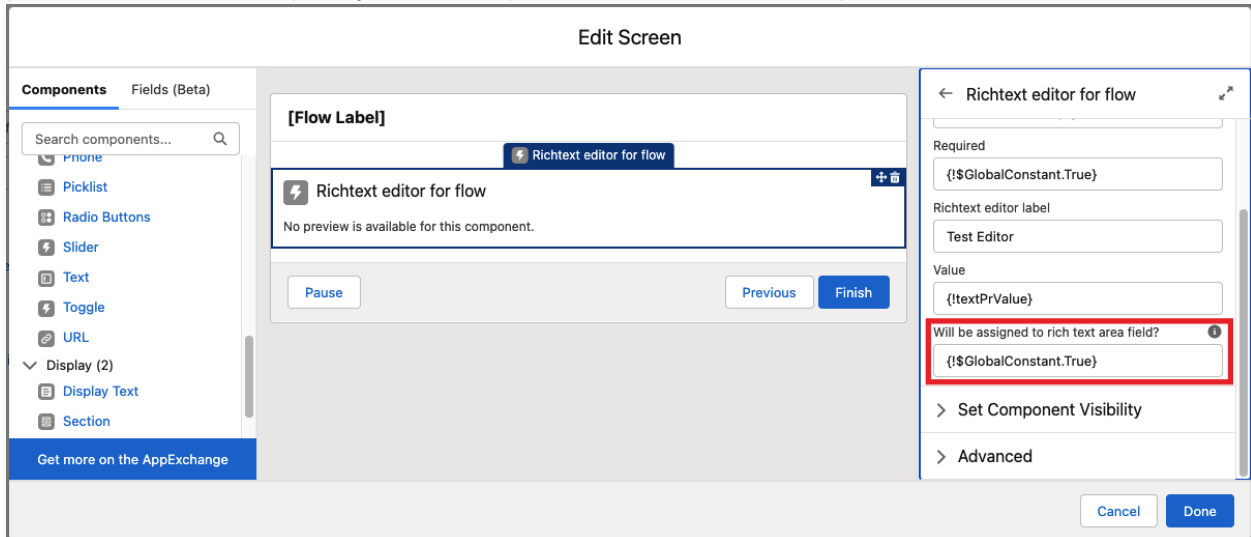 Edit Screen
Components Fields (Beta)
Search components...
Phone
Picklist
Radio Buttons
Slider
Text
Toggle
URL
Display (2)
Display Text
Section
Get more on the AppExchange
[Flow Label]
Richtext editor for flow
Richtext editor for flow
No preview is available for this component.
Pause Previous Finish
Richtext editor for flow
Required
{!$GlobalConstant.True}
Richtext editor label
Test Editor
Value
{!textPrValue}
Will be assigned to rich text area field?
{!$GlobalConstant.True}
Set Component Visibility
Advanced
Cancel Done